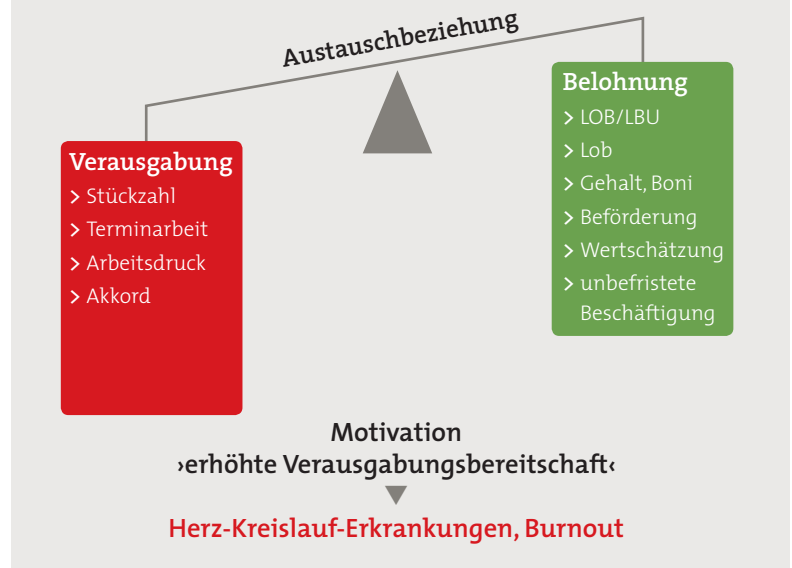 Austauschbeziehung
Verausgabung
> Stückzahl
> Terminarbeit
> Arbeitsdruck
> Akkord
Belohnung
> LOB/LBU
> Lob
> Gehalt, Boni
> Beförderung
> Wertschätzung
> unbefristete
Beschäftigung
Motivation
›erhöhte Verausgabungsbereitschaft‹
Herz-Kreislauf-Erkrankungen, Burnout